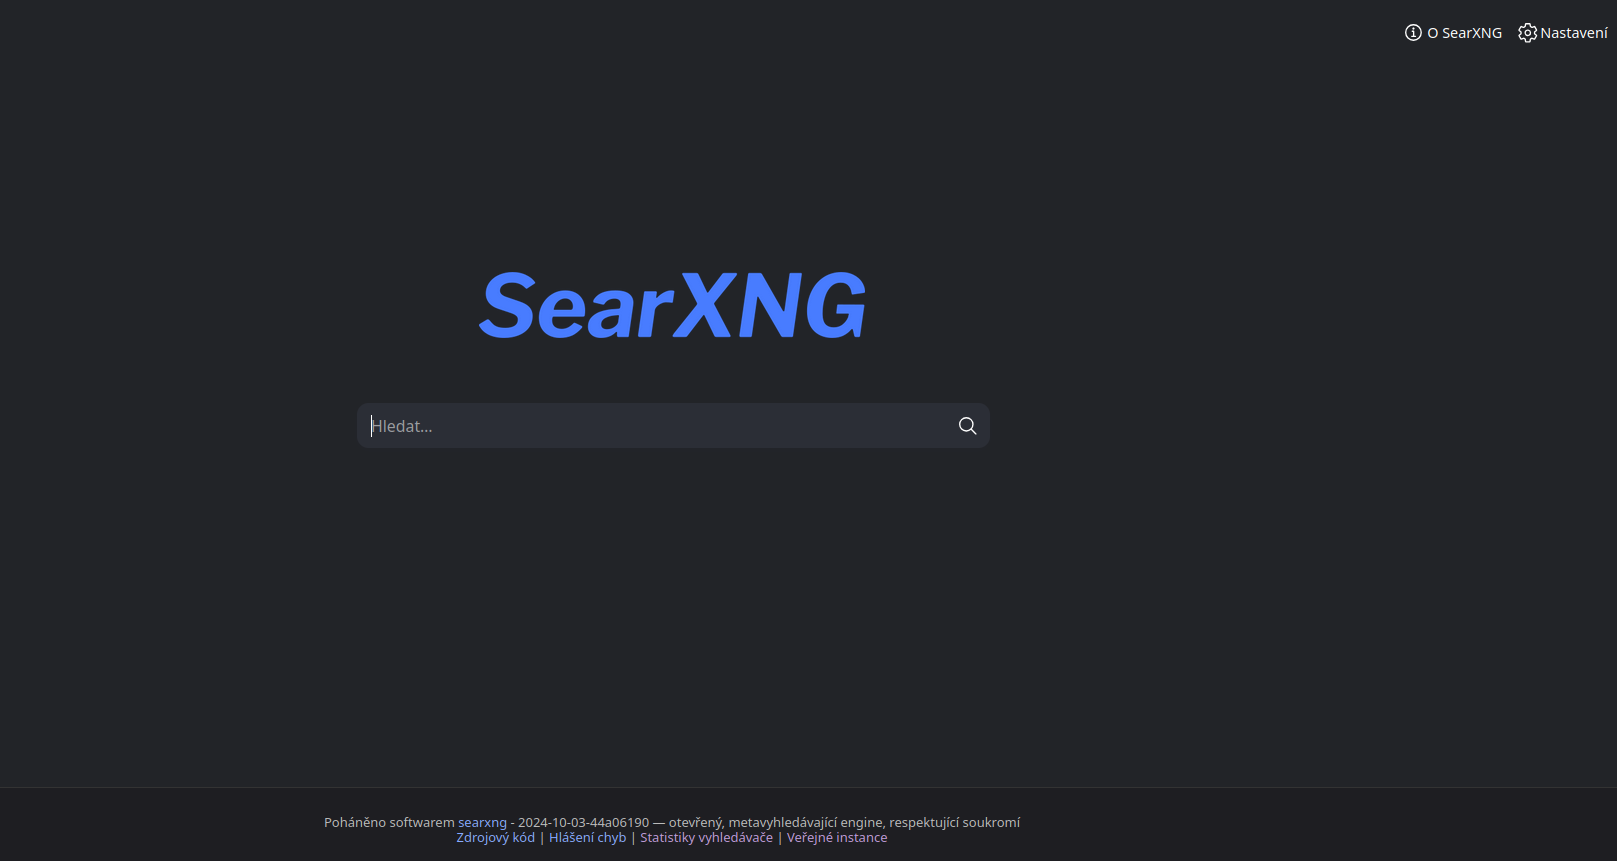 O SearXNG Nastavení
SearXNG
Hledat...
Poháněno softwarem searxng - 2024-10-03-44a06190 — otevřený, metavyhledávající engine, respektující soukromí
Zdrojový kód | Hlášení chyb | Statistiky vyhledávače | Veřejné instance